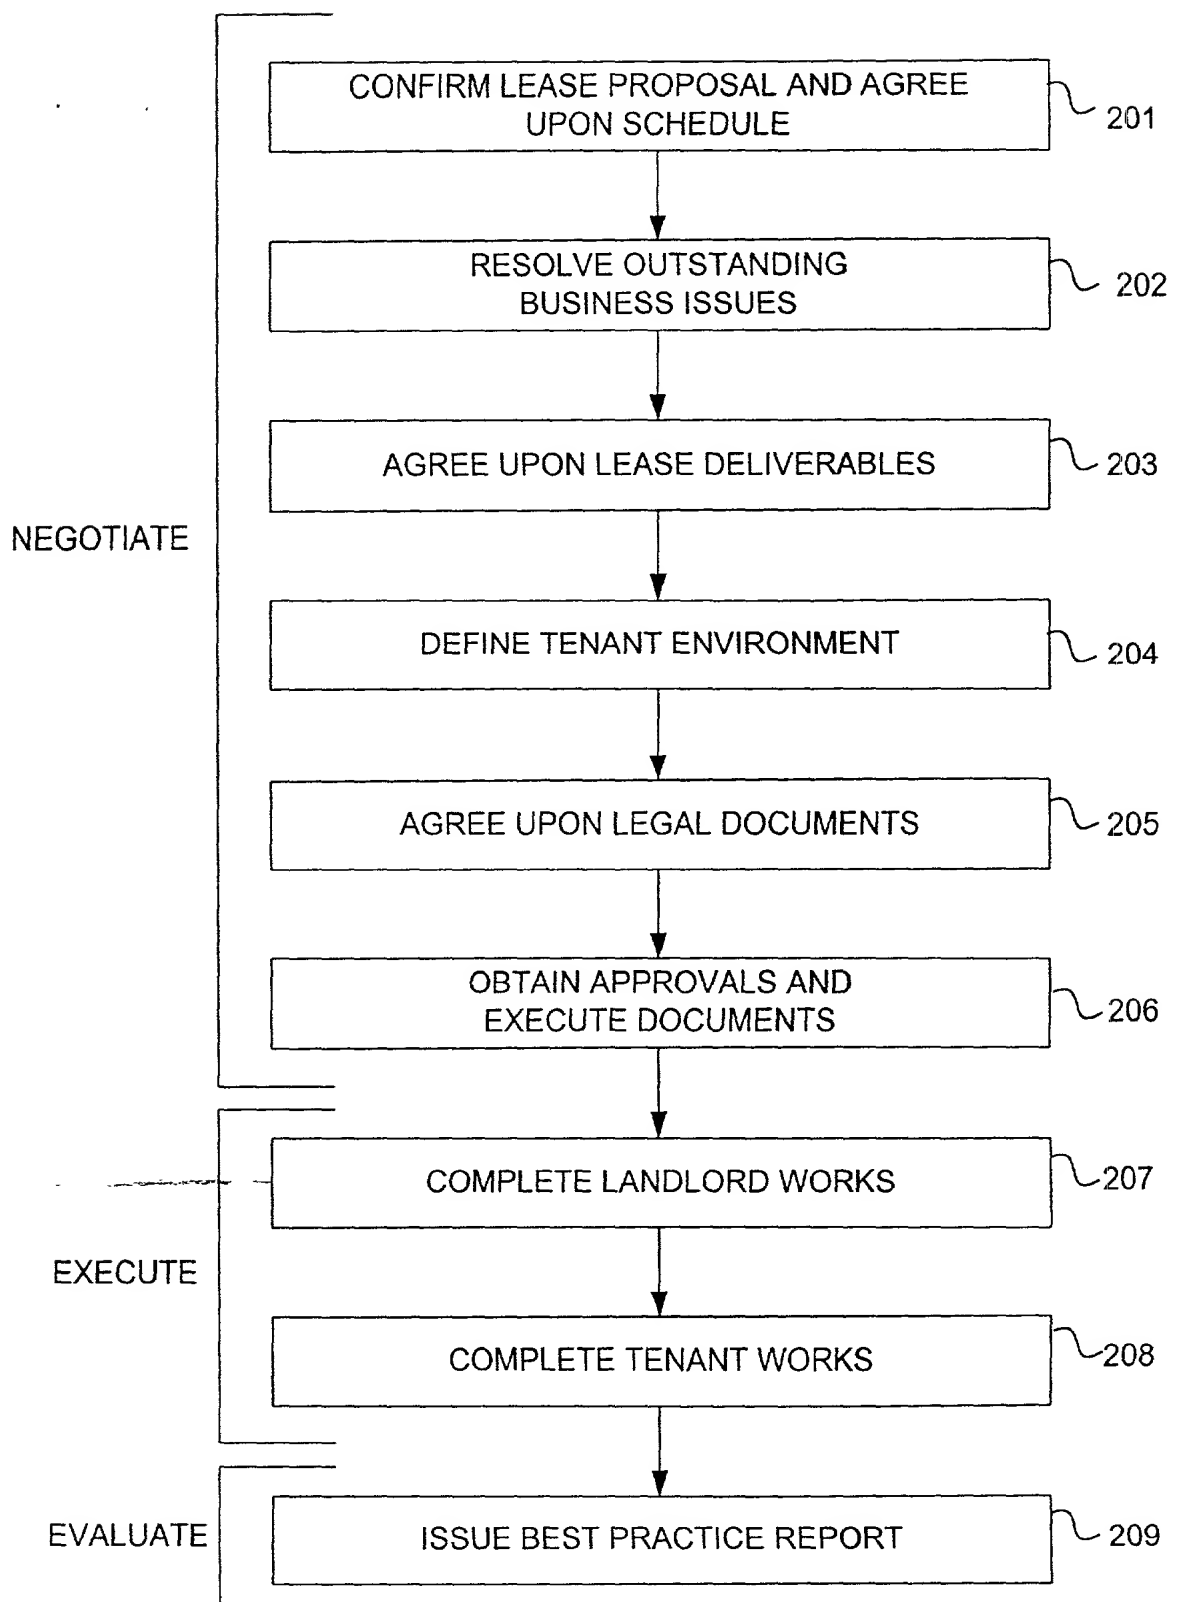 CONFIRM LEASE PROPOSAL AND AGREE
UPON SCHEDULE
201
RESOLVE OUTSTANDING
BUSINESS ISSUES
202
AGREE UPON LEASE DELIVERABLES
203
NEGOTIATE
DEFINE TENANT ENVIRONMENT
204
AGREE UPON LEGAL DOCUMENTS
205
OBTAIN APPROVALS AND
EXECUTE DOCUMENTS
206
COMPLETE LANDLORD WORKS
207
EXECUTE
COMPLETE TENANT WORKS
208
EVALUATE
ISSUE BEST PRACTICE REPORT
209